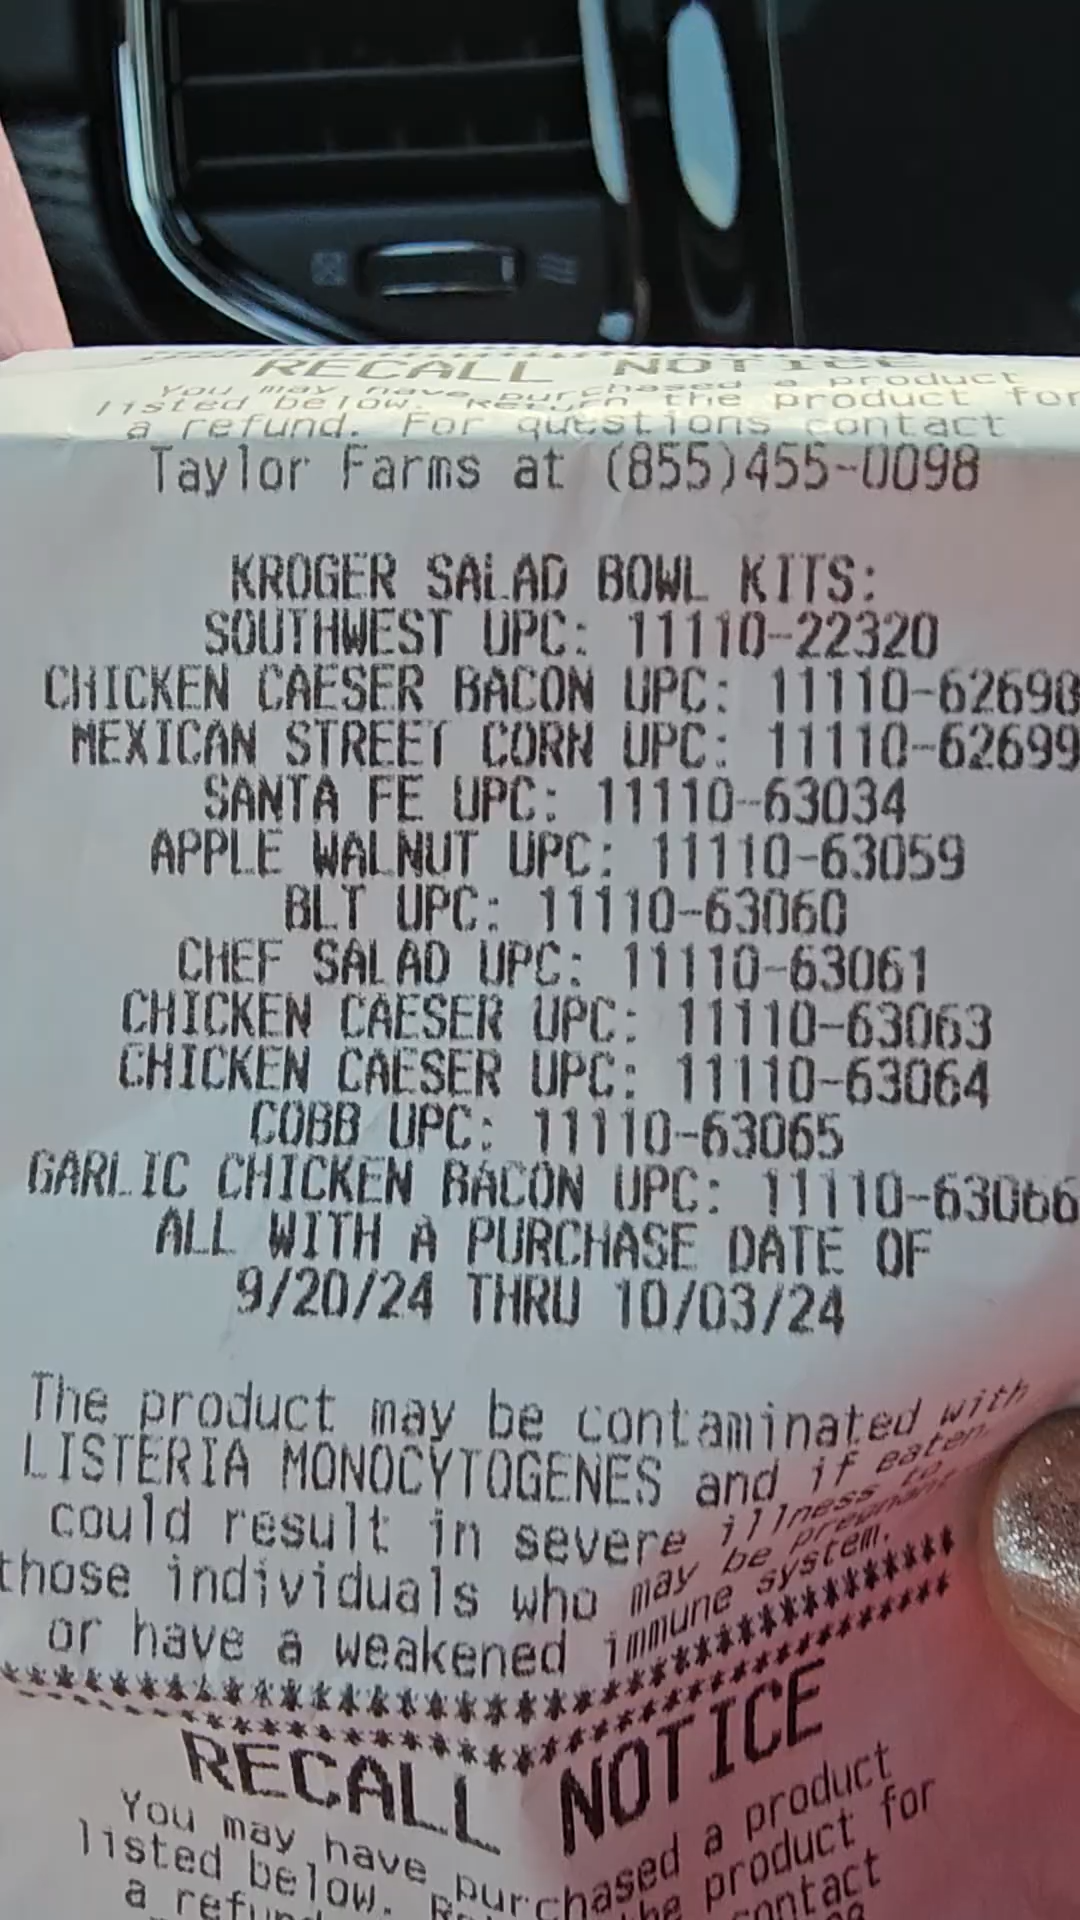 RECALL NOTICE
You may have purchased a product
listed below. Return the product for
a refund. For questions contact
Taylor Farms at (855)455-0098
KROGER SALAD BOWL KITS:
SOUTHWEST UPC: 11110-22320
CHICKEN CAESER BACON UPC: 11110-62698
MEXICAN STREET CORN UPC: 11110-62699
SANTA FE UPC: 11110-63034
APPLE WALNUT UPC: 11110-63059
BLT UPC: 11110-63060
CHEF SALAD UPC: 11110-63061
CHICKEN CAESER UPC: 11110-63063
CHICKEN CAESER UPC: 11110-63064
COBB UPC: 11110-63065
GARLIC CHICKEN BACON UPC: 11110-63066
ALL WITH A PURCHASE DATE OF
9/20/24 THRU 10/03/24
The product may be contaminated with
LISTERIA MONOCYTOGENES and if eaten
could result in severe illness to
those individuals who may be pregnant
or have a weakened immune system.
RECALL NOTICE
You may have purchased a product
listed below. the product for
a contact